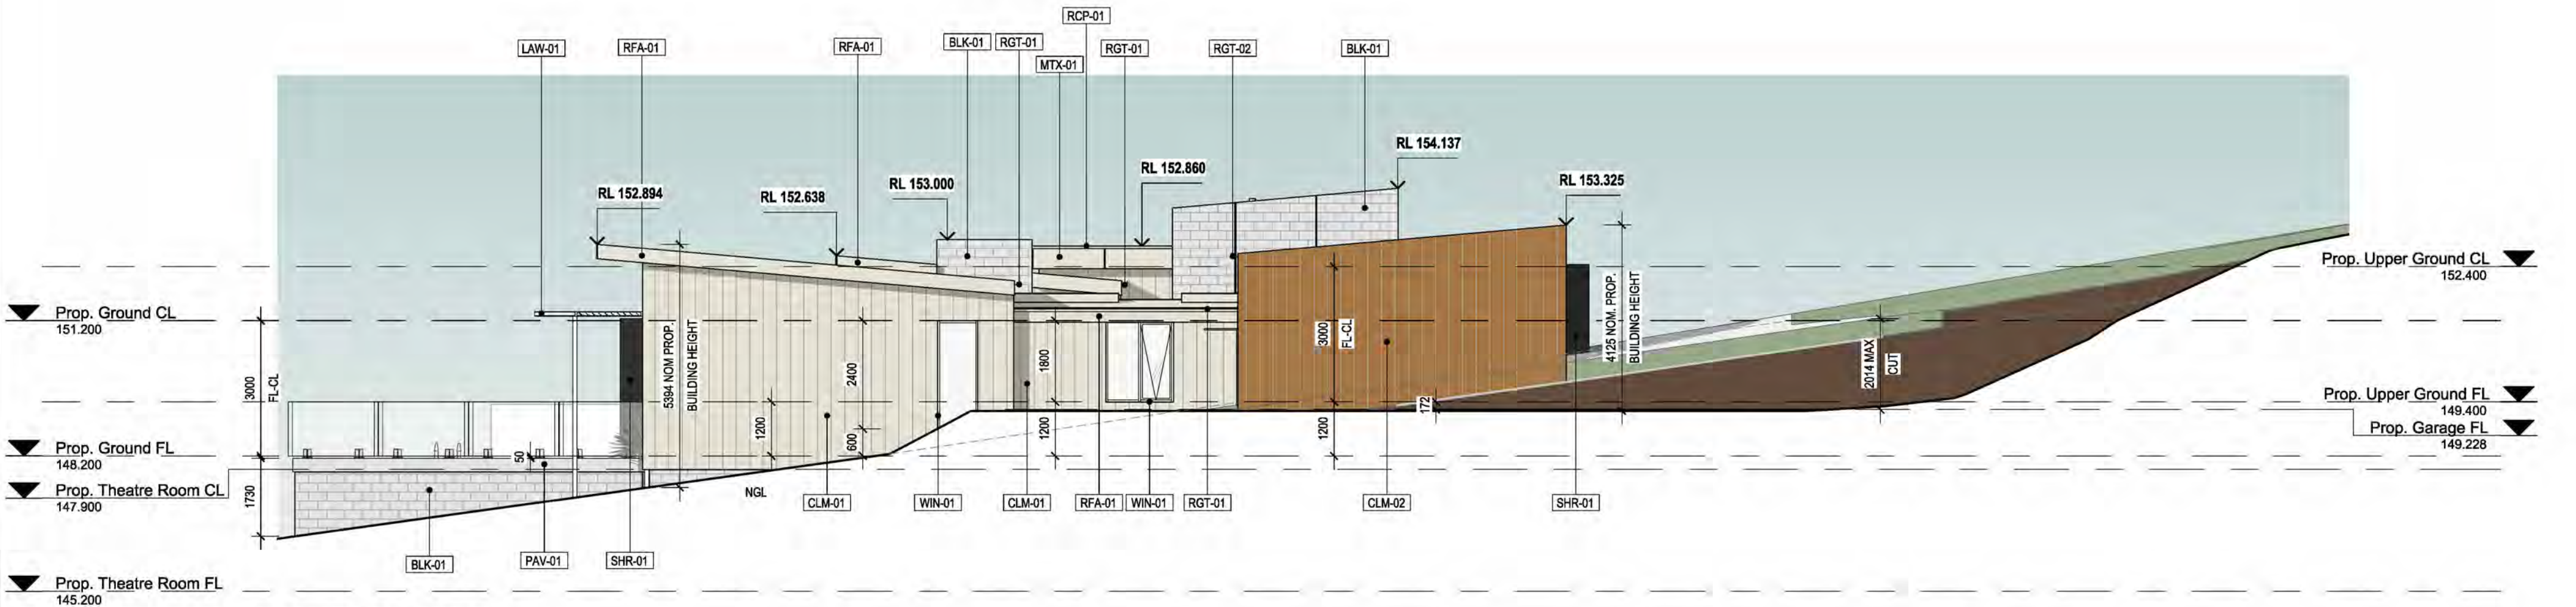 RCP-01
LAW-01
RFA-01
RFA-01
BLK-01
RGT-01
MTX-01
RGT-01
RGT-02
BLK-01
RL 154.137
RL 152.860
RL 153.325
RL 153.000
RL 152.894
RL 152.638
Prop. Upper Ground CL
152.400
Prop. Ground CL
151.200
3000
FL-CL
5394 NOM PROP.
BUILDING HEIGHT
1200
2400
600
1800
1200
3000
FL-CL
1200
172
4125 NOM. PROP.
BUILDING HEIGHT
2014 MAX
CUT
Prop. Upper Ground FL
149.400
Prop. Garage FL
149.228
Prop. Ground FL
148.200
50
Prop. Theatre Room CL
147.900
1730
NGL
CLM-01
WIN-01
CLM-01
RFA-01
WIN-01
RGT-01
CLM-02
SHR-01
BLK-01
PAV-01
SHR-01
Prop. Theatre Room FL
145.200